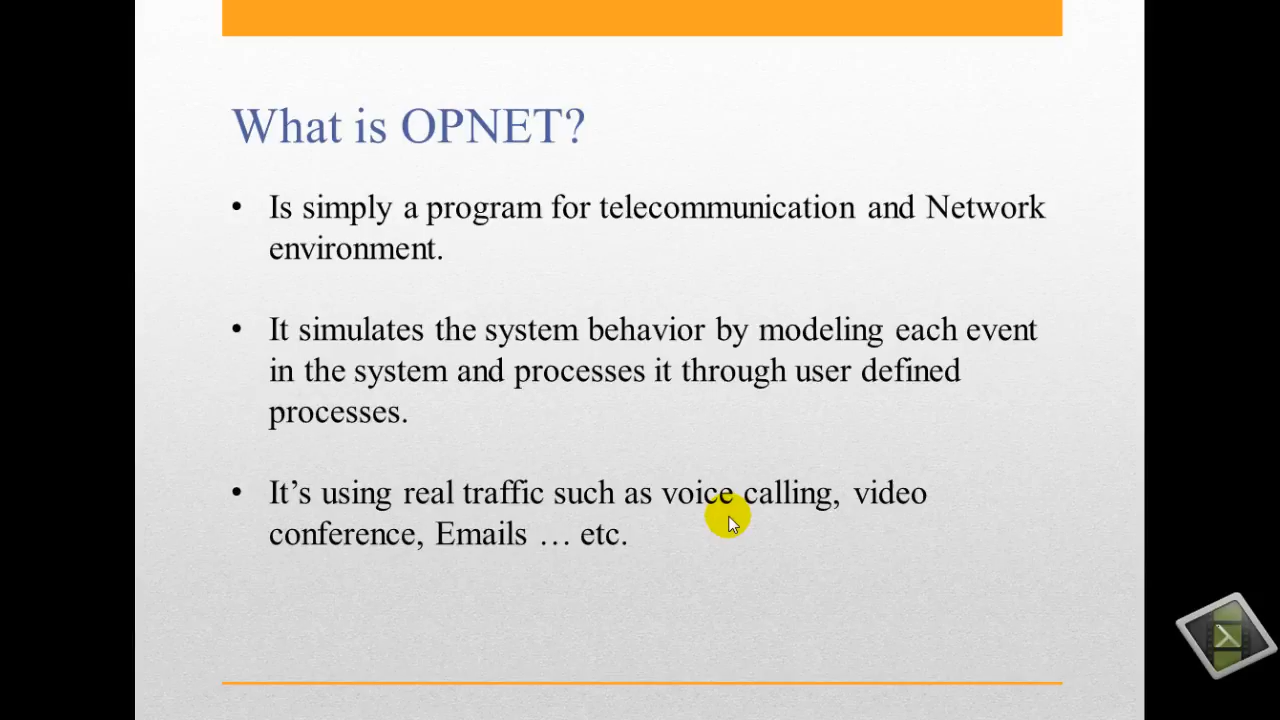 What is OPNET?
• Is simply a program for telecommunication and Network
environment.
• It simulates the system behavior by modeling each event
in the system and processes it through user defined
processes.
• It’s using real traffic such as voice calling, video
conference, Emails … etc.